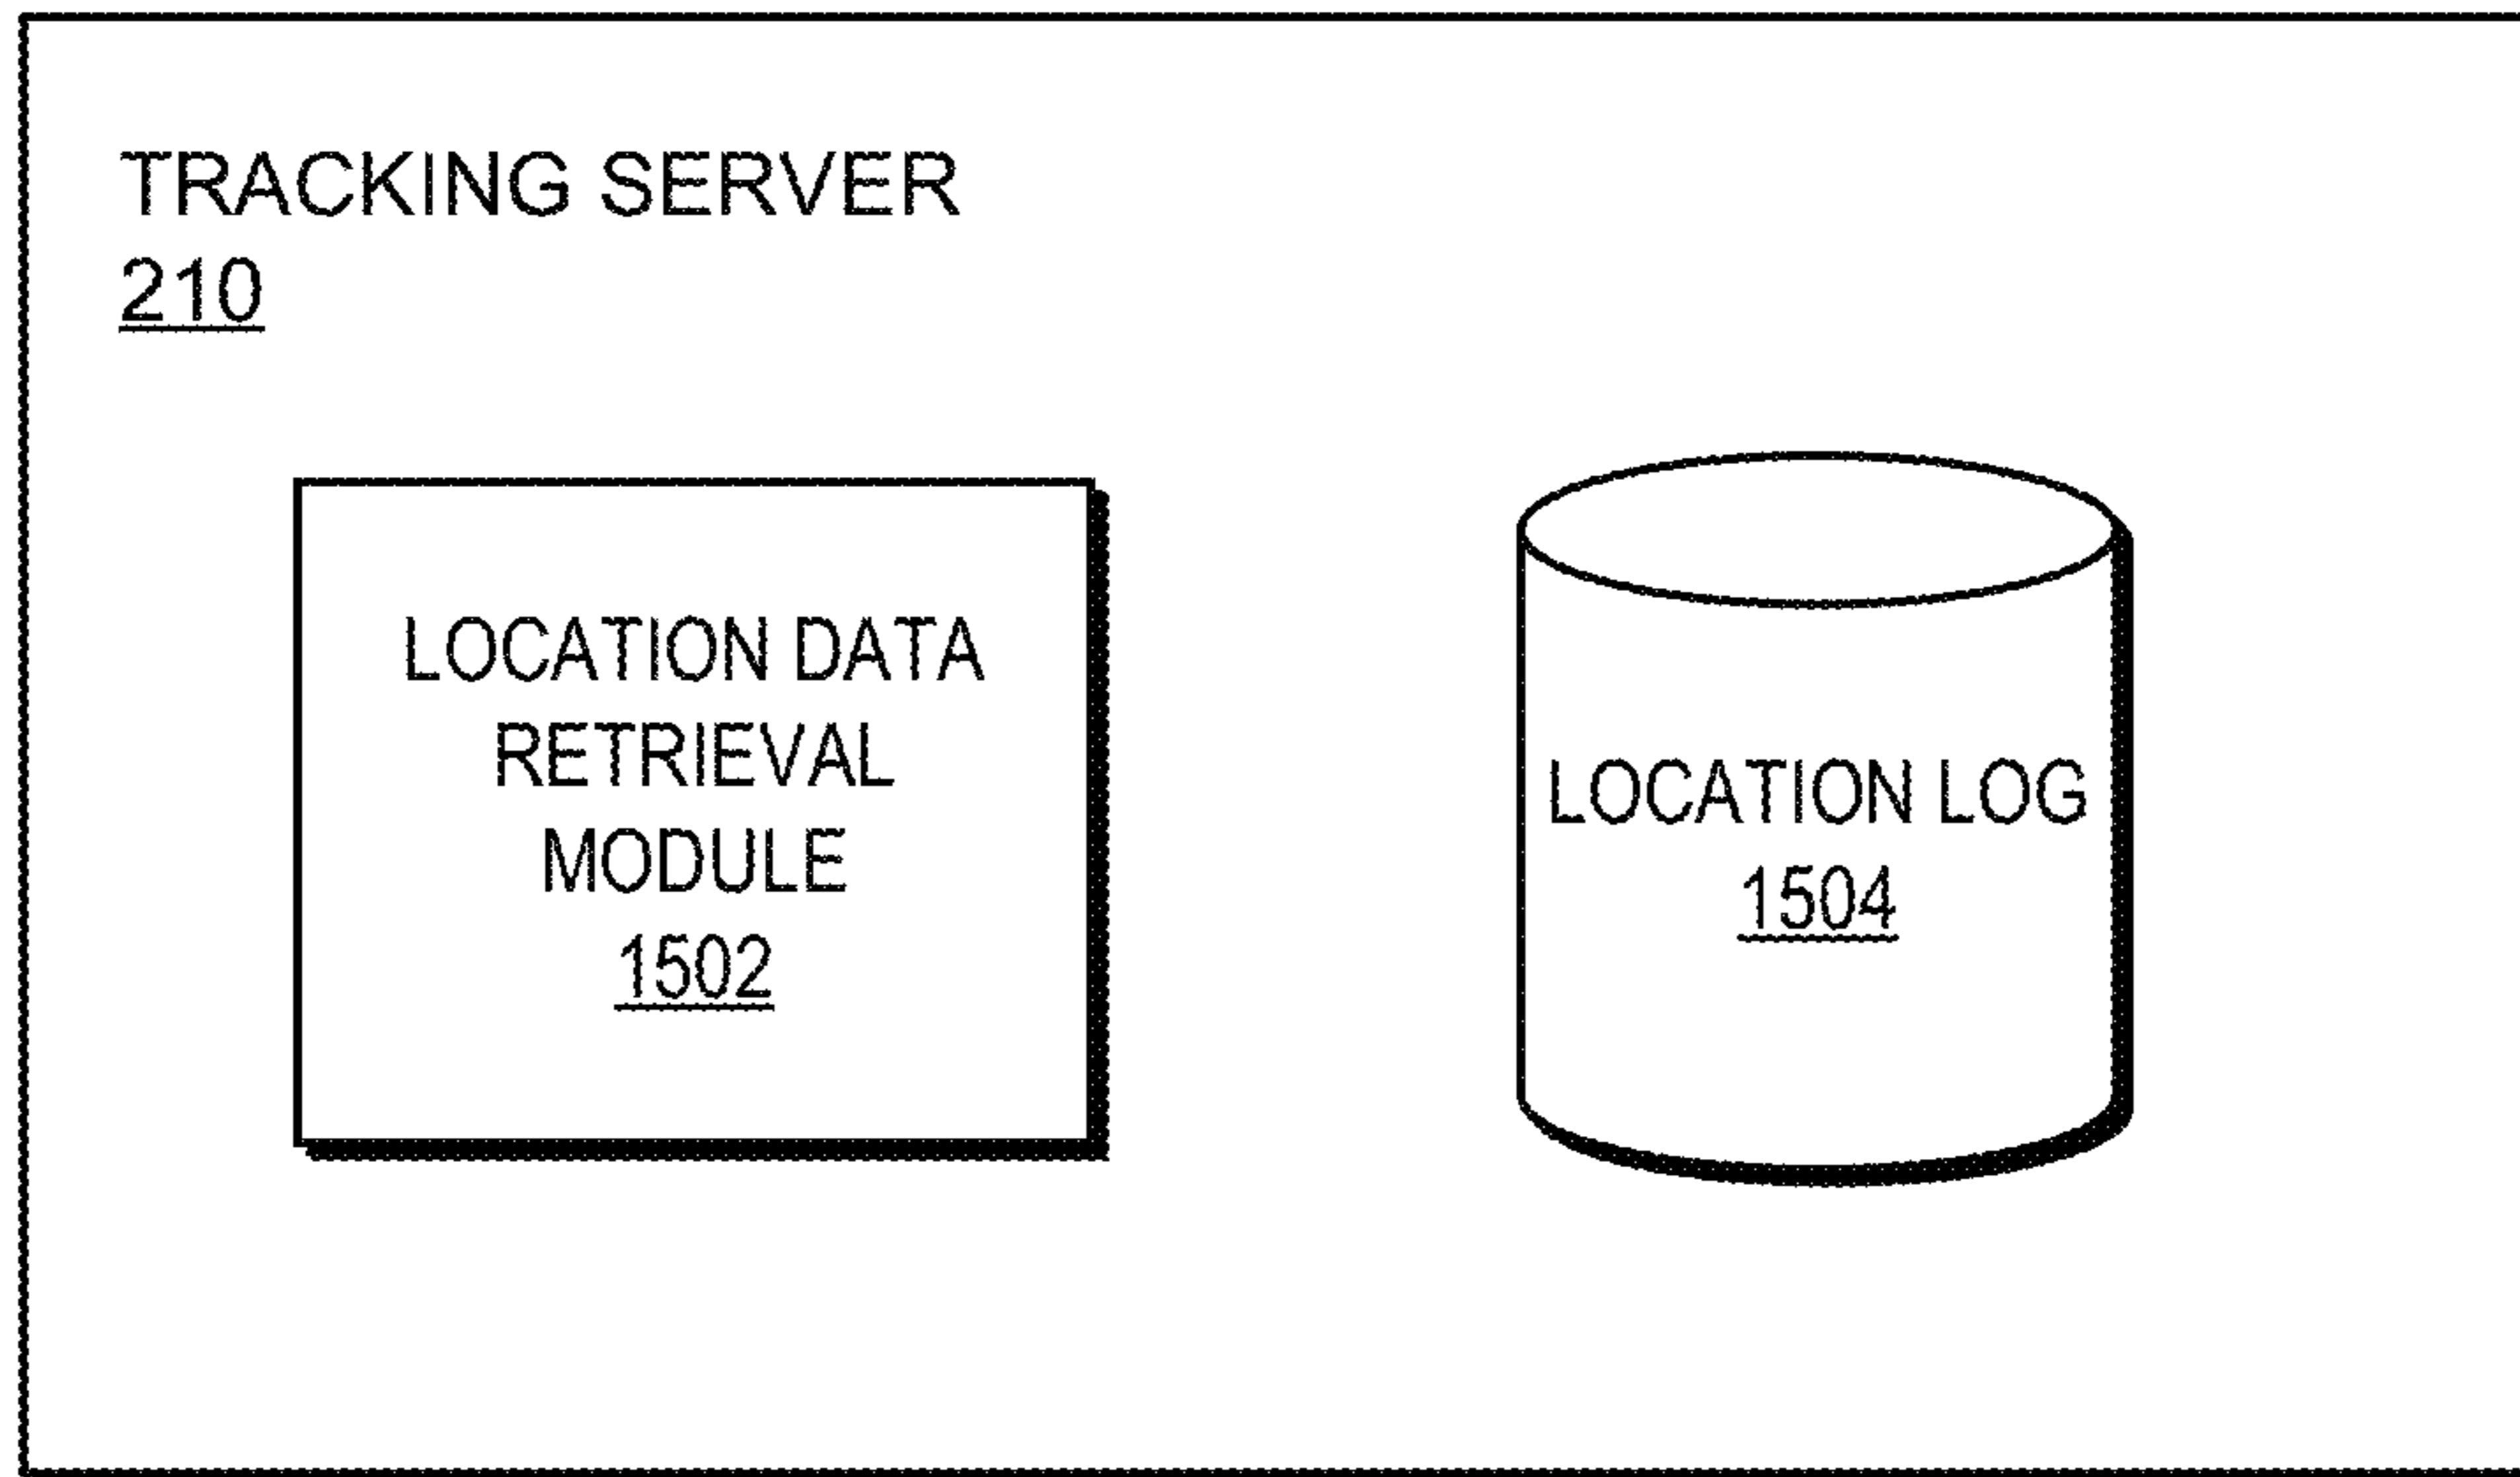 TRACKING SERVER
210
LOCATION DATA
RETRIEVAL
MODULE
1502
LOCATION LOG
1504